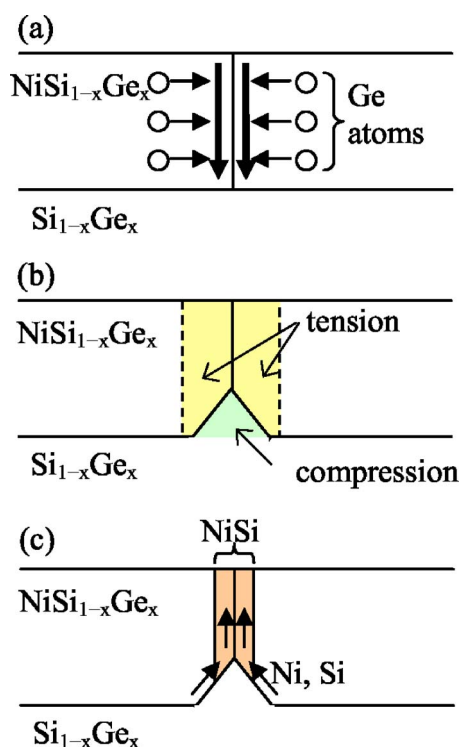 (a)
NiSi₁₋ₓGeₓ
Ge
atoms
Si₁₋ₓGeₓ
(b)
NiSi₁₋ₓGeₓ
tension
Si₁₋ₓGeₓ
compression
(c)
NiSi
NiSi₁₋ₓGeₓ
Ni, Si
Si₁₋ₓGeₓ